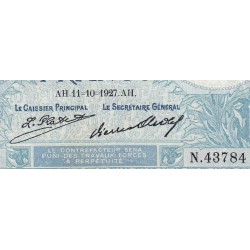 AH 11-10 1927. AH.
LE CAISSIER PRINCIPAL LE SECRÉTAIRE GÉNÉRAL
LE CONTREFACTEUR SERA
PUNI DES TRAVAUX FORCÉS
À PERPÉTUITÉ
N.43784